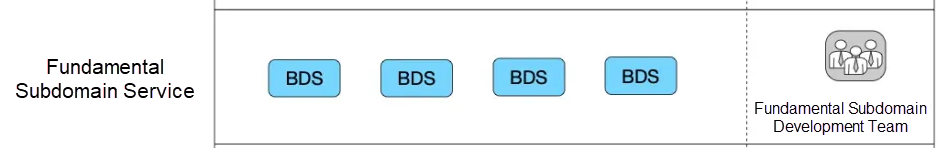 Fundamental
Subdomain Service
BDS
BDS
BDS
BDS
Fundamental Subdomain
Development Team